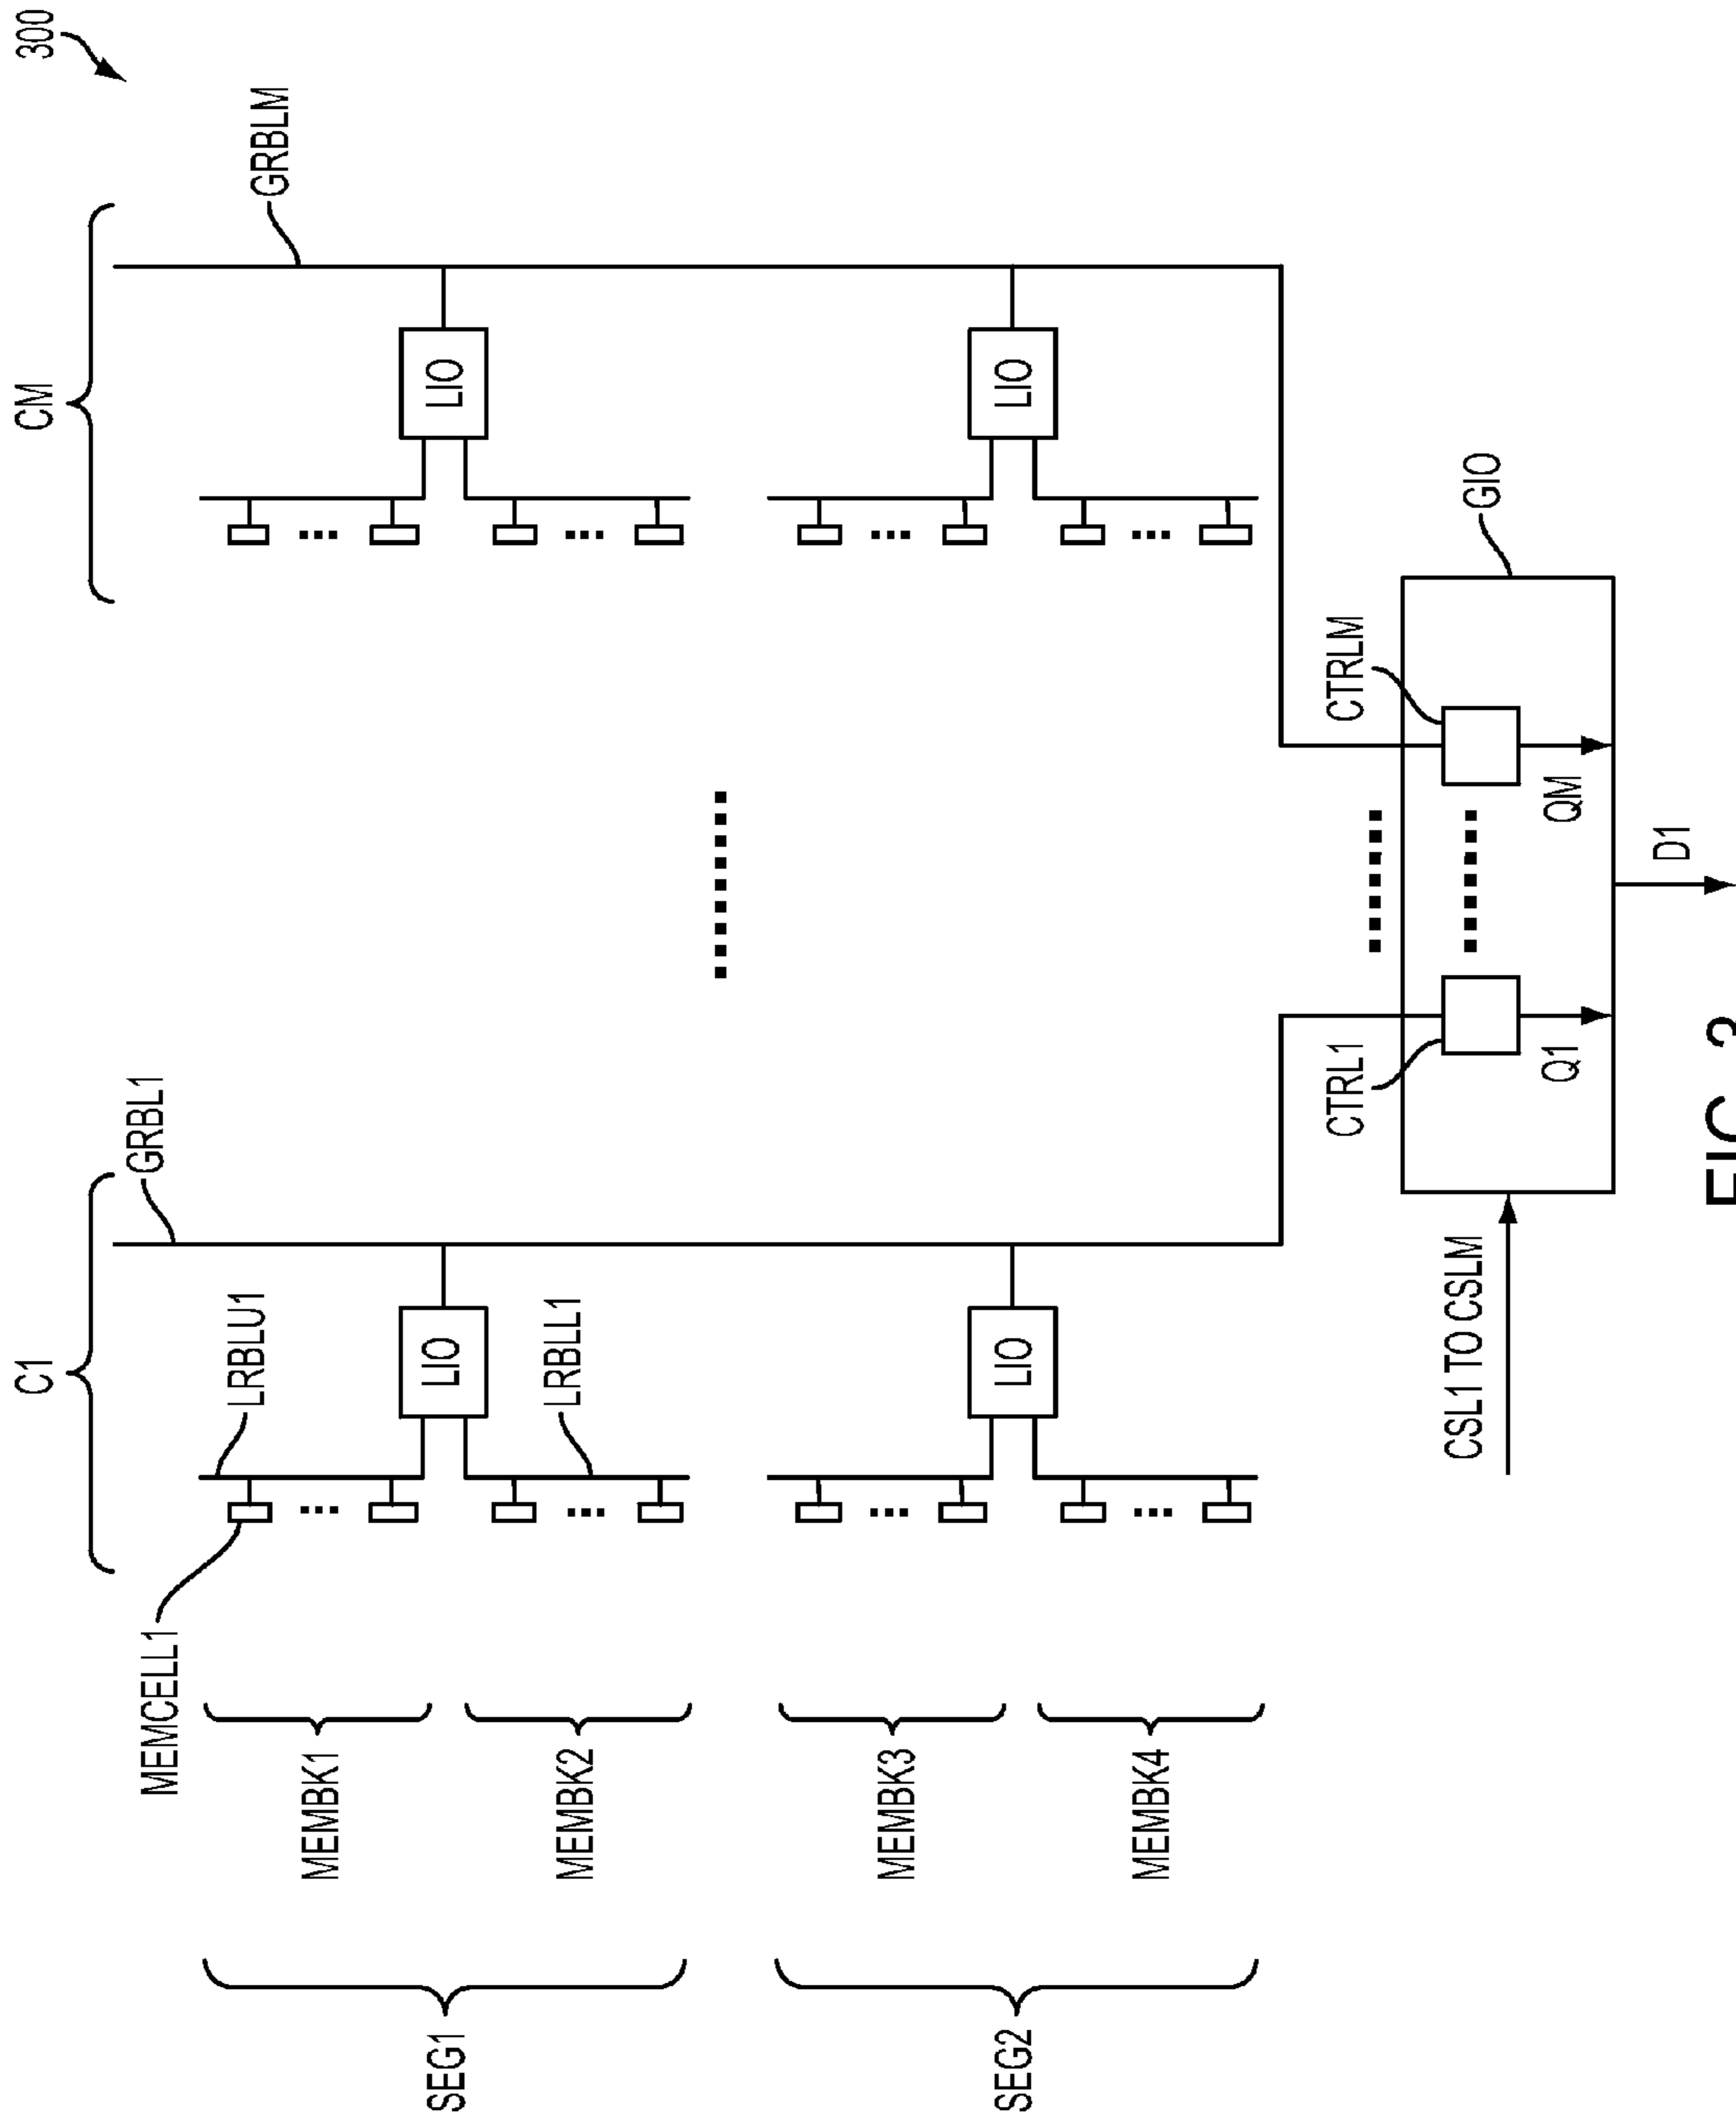 C1
CM
300
MEMCELL1
GRBL1
LRBLU1
GRBLM
MEMBK1
SEG1
LIO
LIO
MEMBK2
LRBLL1
MEMBK3
SEG2
LIO
LIO
MEMBK4
CTRL1
CTRLM
CSL1 TO CSLM
GIO
Q1
QM
D1